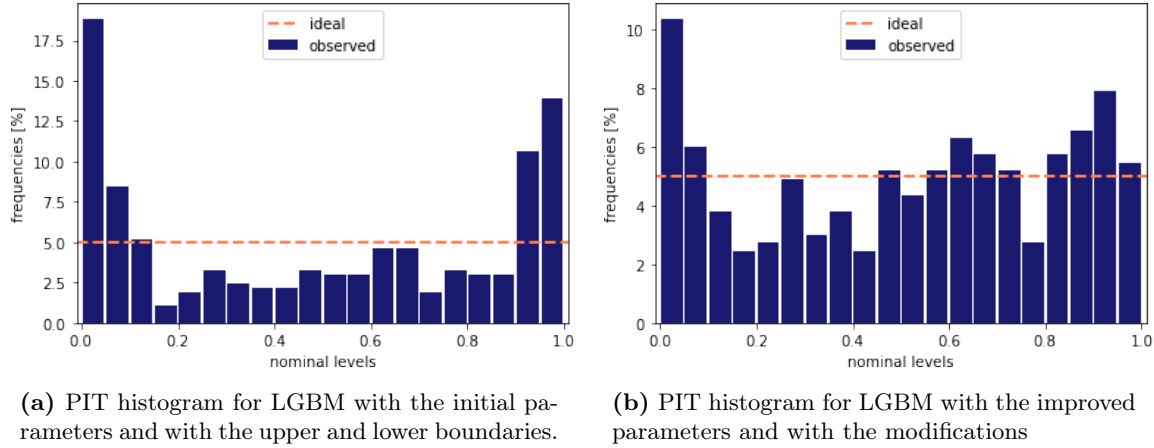 ideal
observed
17.5
15.0
12.5
10.0
7.5
5.0
2.5
0.0
frequencies [%]
0.0 0.2 0.4 0.6 0.8 1.0
nominal levels
(a) PIT histogram for LGBM with the initial pa-
rameters and with the upper and lower boundaries.
ideal
observed
10
8
6
4
2
0
frequencies [%]
0.0 0.2 0.4 0.6 0.8 1.0
nominal levels
(b) PIT histogram for LGBM with the improved
parameters and with the modifications